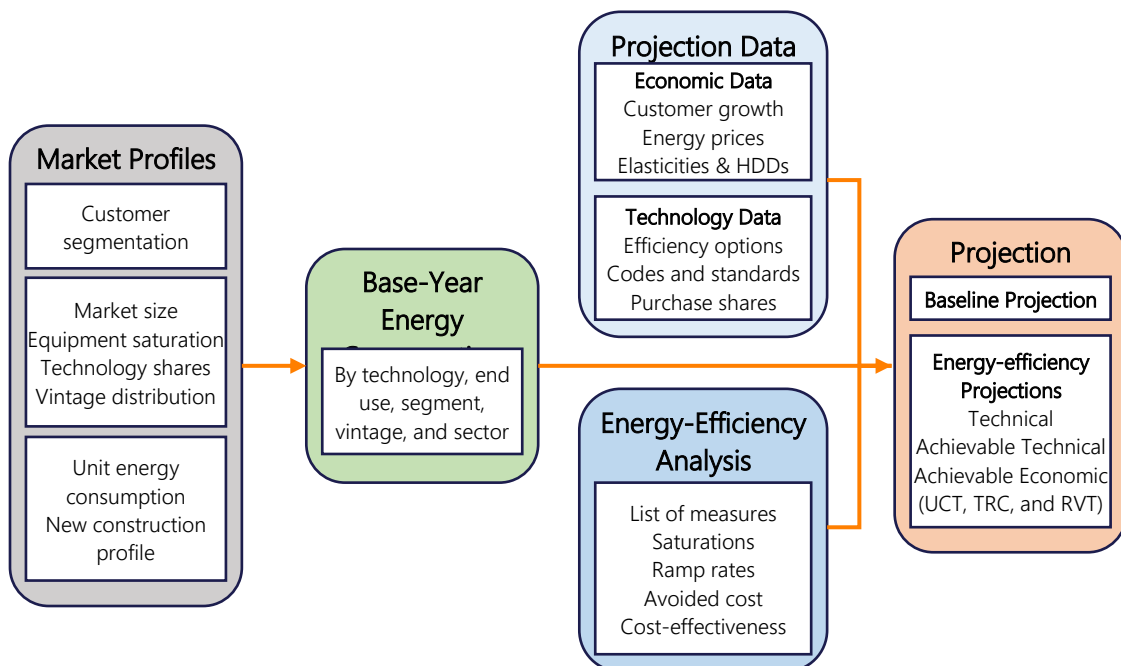 Market Profiles
Customer
segmentation
Market size
Equipment saturation
Technology shares
Vintage distribution
Unit energy
consumption
New construction
profile
Base-Year
Energy
By technology, end
use, segment,
vintage, and sector
Projection Data
Economic Data
Customer growth
Energy prices
Elasticities & HDDs
Technology Data
Efficiency options
Codes and standards
Purchase shares
Energy-Efficiency
Analysis
List of measures
Saturations
Ramp rates
Avoided cost
Cost-effectiveness
Projection
Baseline Projection
Energy-efficiency
Projections
Technical
Achievable Technical
Achievable Economic
(UCT, TRC, and RVT)